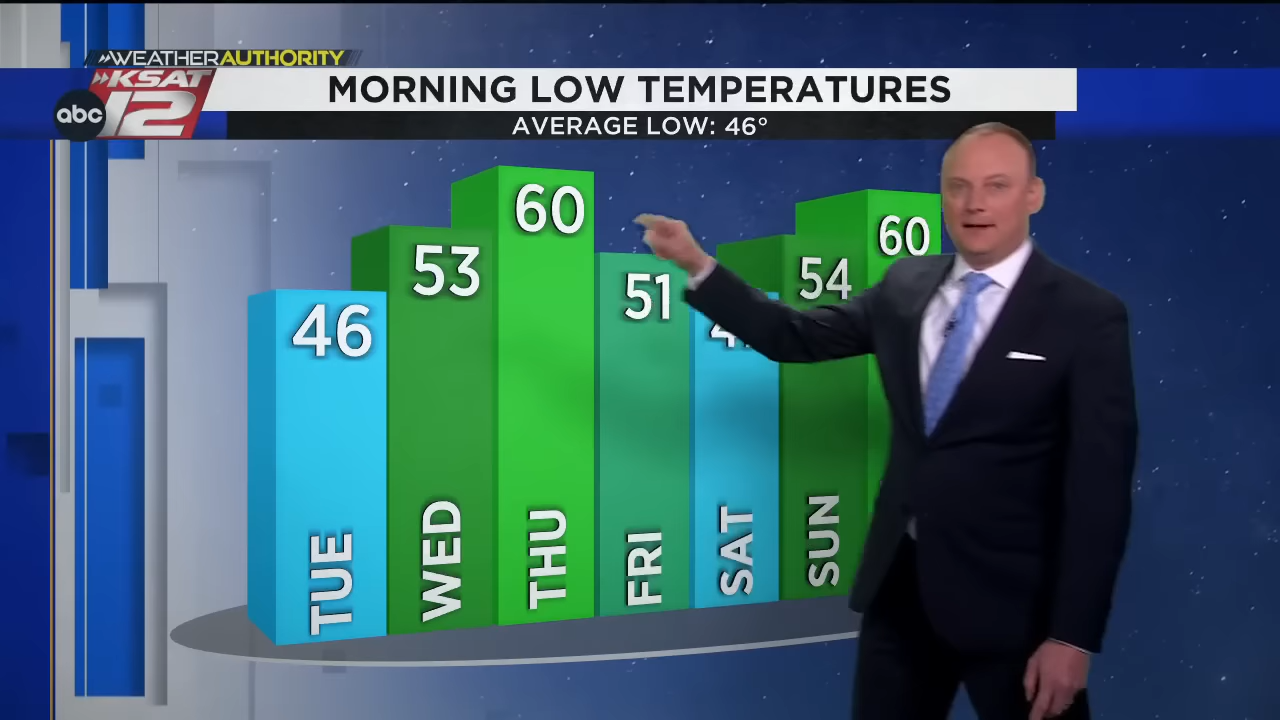 WEATHERAUTHORITY
KSAT
abc
12
MORNING LOW TEMPERATURES
AVERAGE LOW: 46°
46
53
60
51
54
60
TUE
WED
THU
FRI
SAT
SUN